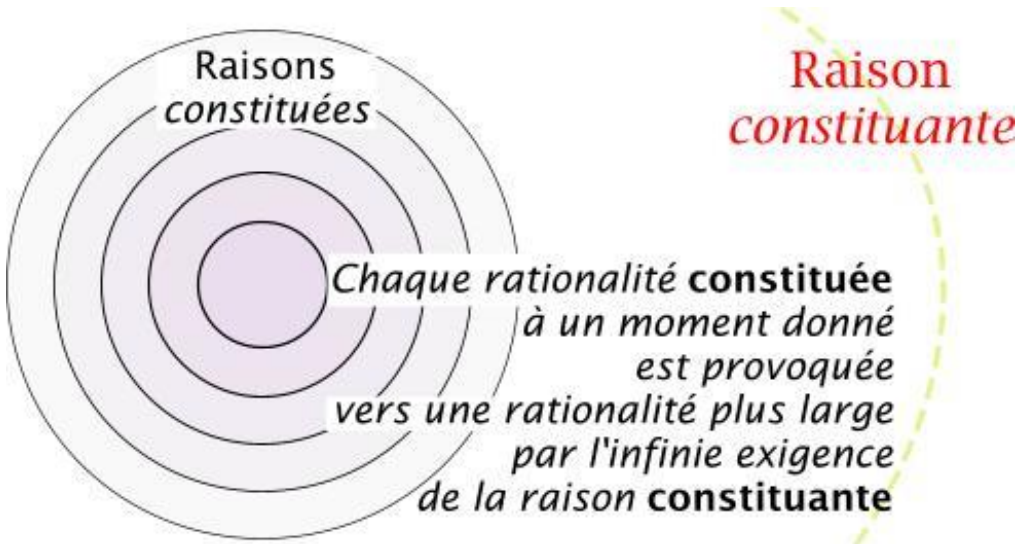 Raisons
constituées
Raison
constituante
Chaque rationalité constituée
à un moment donné
est provoquée
vers une rationalité plus large
par l'infinie exigence
de la raison constituante